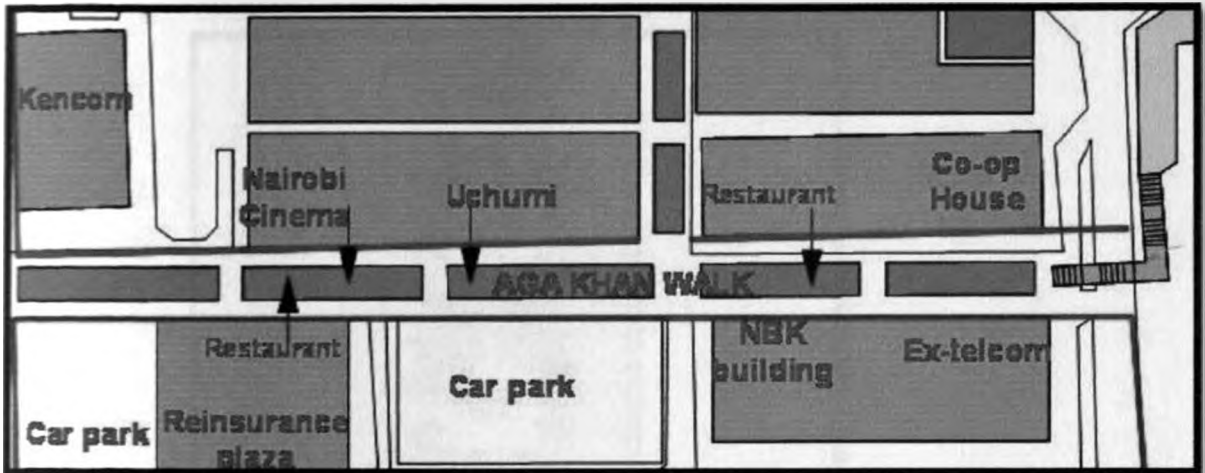 Kencom
Nairobi
Cinema
Uchumi
Restaurant
Co-op
House
AGA KHAN WALK
Restaurant
NBK
building
Ex-telcom
Car park
Car park
Reinsurance
plaza